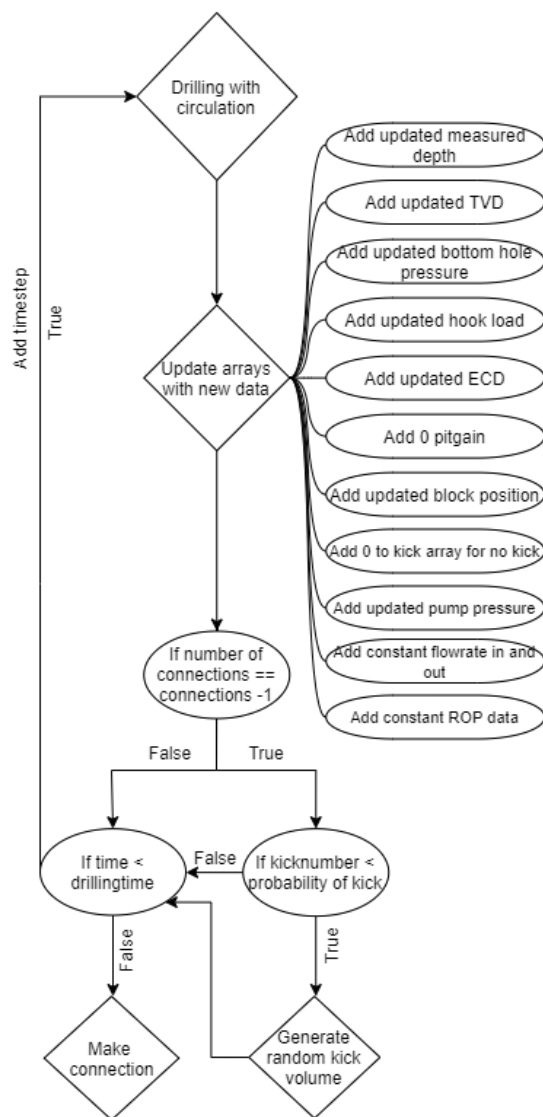 Drilling with
circulation
Add updated measured
depth
Add updated TVD
Add updated bottom hole
pressure
Add updated hook load
Update arrays
with new data
Add updated ECD
Add 0 pitgain
Add updated block position
Add 0 to kick array for no kick
Add updated pump pressure
Add constant flowrate in and
out
Add constant ROP data
Add timestep
True
If number of
connections ==
connections -1
False
True
If time <
drillingtime
False
If kicknumber <
probability of kick
False
True
Make
connection
Generate
random kick
volume